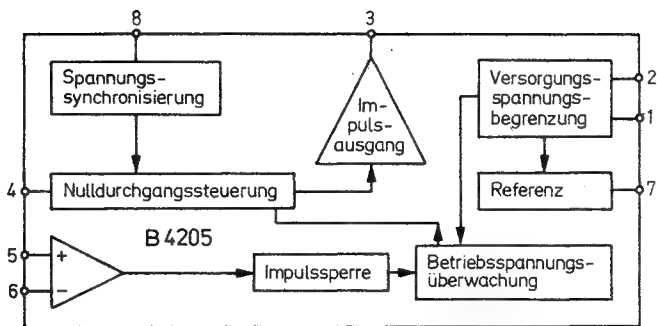 8
3
Spannungs-
synchronisierung
Im-
puls-
ausgang
Versorgungs-
spannungs-
begrenzung
2
1
4
Nulldurchgangssteuerung
Referenz
7
B 4205
5
+
6
−
Impulssperre
Betriebsspannungs-
überwachung